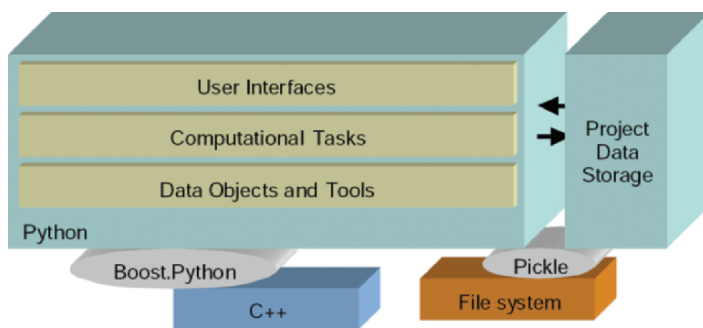 User Interfaces
Computational Tasks
Data Objects and Tools
Python
Project
Data
Storage
Boost.Python
Pickle
C++
File system